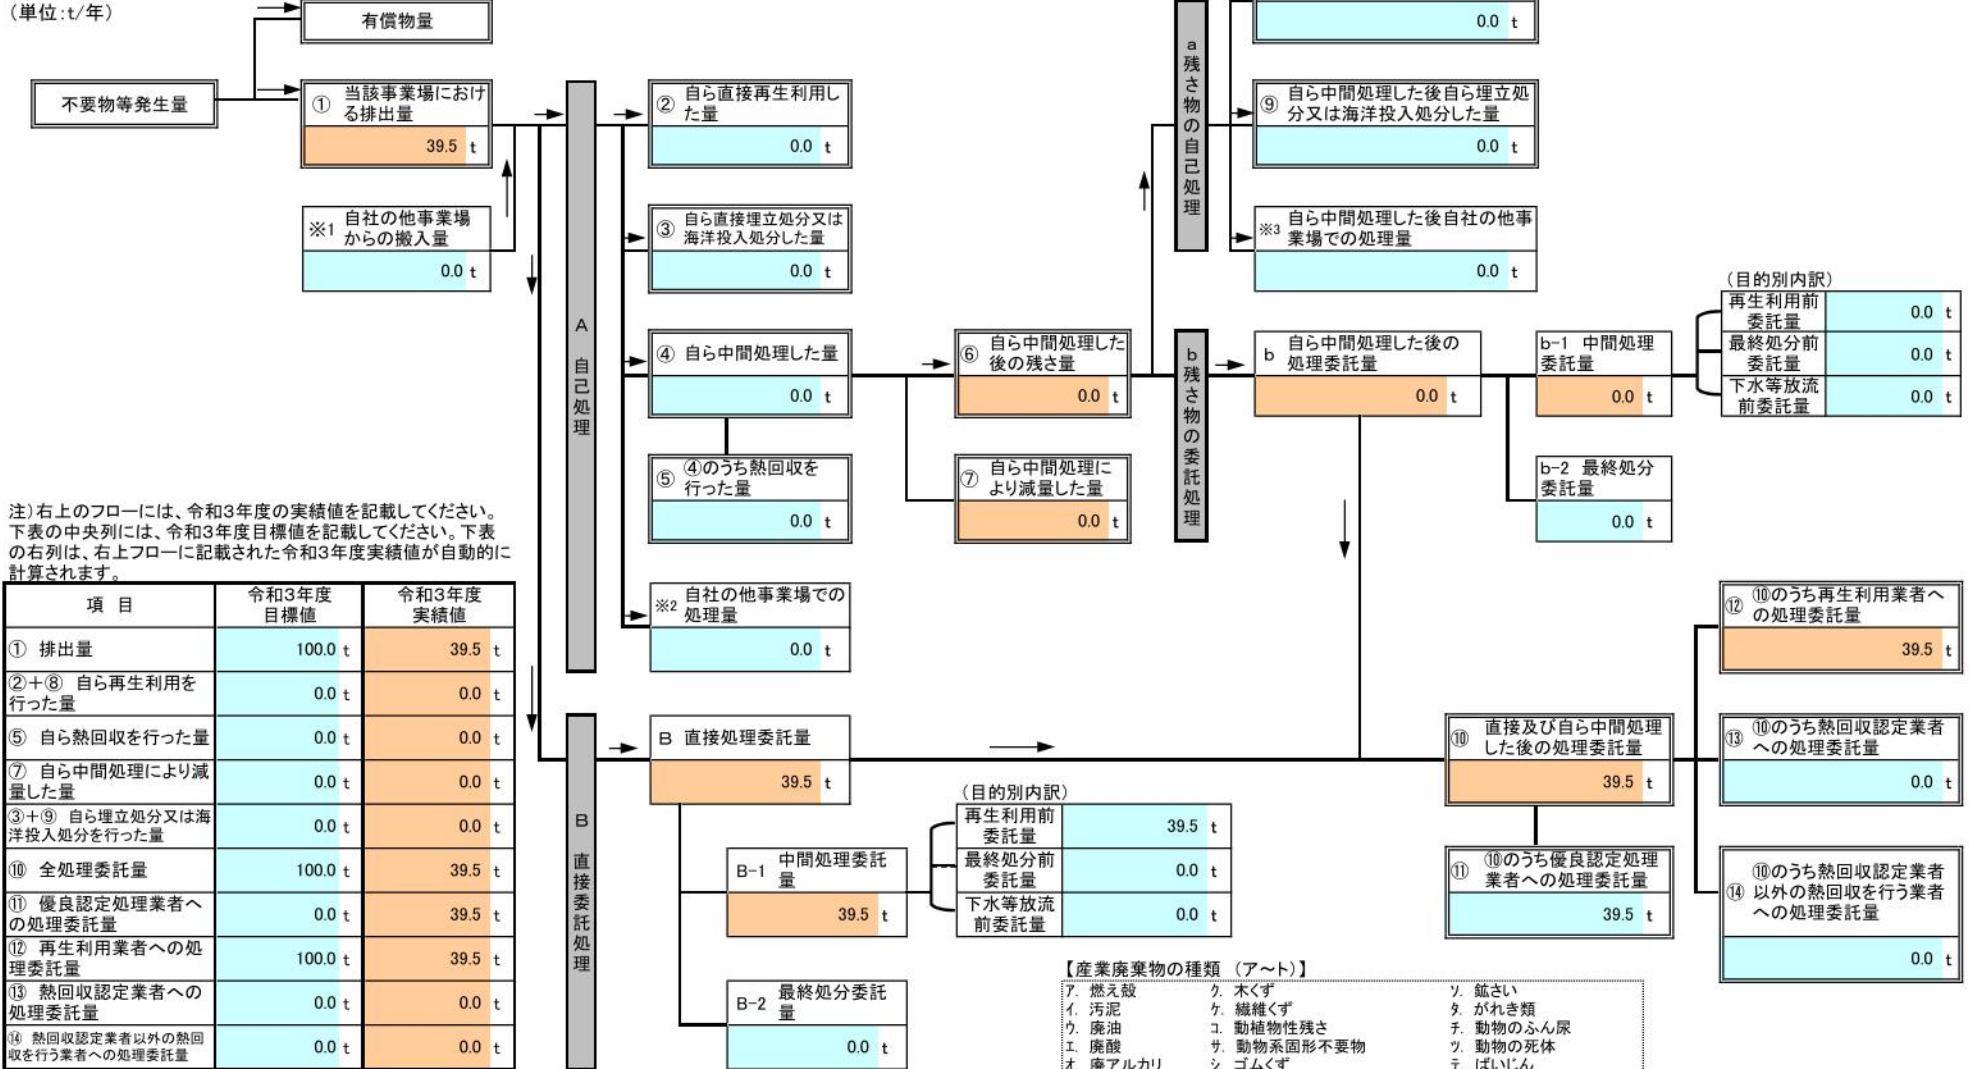 (単位:t/年)
有償物量
不要物等発生量
① 当該事業場におけ
る排出量
39.5 t
※1 自社の他事業場
からの搬入量
0.0 t
A 自己処理
② 自ら直接再生利用し
た量
0.0 t
③ 自ら直接埋立処分又は
海洋投入処分した量
0.0 t
④ 自ら中間処理した量
0.0 t
⑤ ④のうち熱回収を
行った量
0.0 t
※2 自社の他事業場での
処理量
0.0 t
⑥ 自ら中間処理した
後の残さ量
0.0 t
⑦ 自ら中間処理に
より減量した量
0.0 t
a残さ物の自己処理
0.0 t
⑨ 自ら中間処理した後自ら埋立処
分又は海洋投入処分した量
0.0 t
※3 自ら中間処理した後自社の他事
業場での処理量
0.0 t
b残さ物の委託処理
b 自ら中間処理した後の
処理委託量
0.0 t
b-1 中間処理
委託量
0.0 t
b-2 最終処分
委託量
0.0 t
(目的別内訳)
再生利用前
委託量
0.0 t
最終処分前
委託量
0.0 t
下水等放流
前委託量
0.0 t
注)右上のフローには、令和3年度の実績値を記載してください。
下表の中央列には、令和3年度目標値を記載してください。下表
の右列は、右上フローに記載された令和3年度実績値が自動的に
計算されます。
項 目
令和3年度
目標値
令和3年度
実績値
① 排出量 100.0 t 39.5 t
②+⑧ 自ら再生利用を
行った量 0.0 t 0.0 t
⑤ 自ら熱回収を行った量 0.0 t 0.0 t
⑦ 自ら中間処理により減
量した量 0.0 t 0.0 t
③+⑨ 自ら埋立処分又は海
洋投入処分を行った量 0.0 t 0.0 t
⑩ 全処理委託量 100.0 t 39.5 t
⑪ 優良認定処理業者へ
の処理委託量 0.0 t 39.5 t
⑫ 再生利用業者への処
理委託量 100.0 t 39.5 t
⑬ 熱回収認定業者への
処理委託量 0.0 t 0.0 t
⑭ 熱回収認定業者以外の熱回
収を行う業者への処理委託量 0.0 t 0.0 t
B 直接委託処理
B 直接処理委託量
39.5 t
B-1 中間処理委託
量
39.5 t
B-2 最終処分委託
量
0.0 t
(目的別内訳)
再生利用前
委託量
39.5 t
最終処分前
委託量
0.0 t
下水等放流
前委託量
0.0 t
⑩ 直接及び自ら中間処理
した後の処理委託量
39.5 t
⑪ ⑩のうち優良認定処理
業者への処理委託量
39.5 t
⑫ ⑩のうち再生利用業者へ
の処理委託量
39.5 t
⑬ ⑩のうち熱回収認定業者
への処理委託量
0.0 t
⑭ ⑩のうち熱回収認定業者
以外の熱回収を行う業者
への処理委託量
0.0 t
【産業廃棄物の種類 (ア～ト)】
ア. 燃え殻 ク. 木くず ソ. 鉱さい
イ. 汚泥 ケ. 繊維くず タ. がれき類
ウ. 廃油 コ. 動植物性残さ チ. 動物のふん尿
エ. 廃酸 サ. 動物系固形不要物 ツ. 動物の死体
オ. 廃アルカリ シ. ゴムくず テ. ばいじん